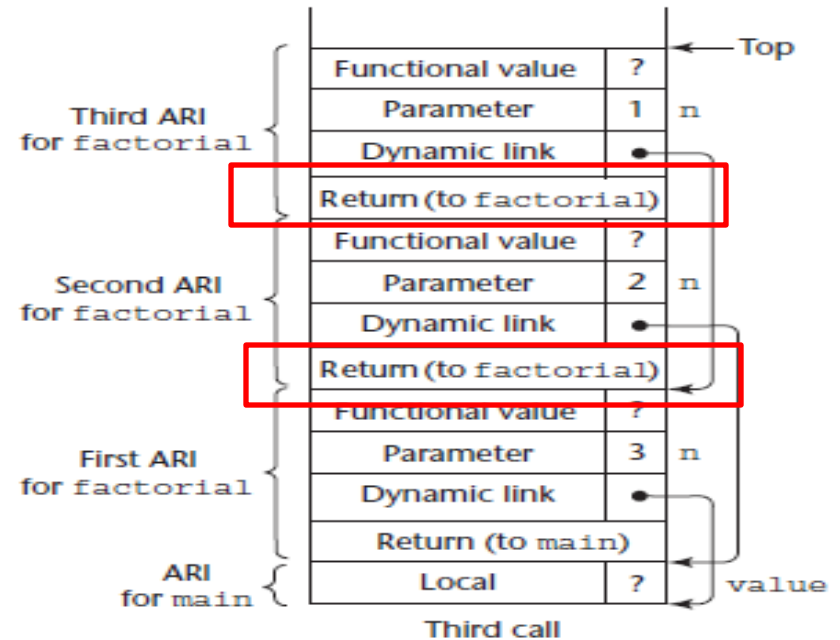 Top
Functional value ?
Third ARI
for factorial
Parameter 1 n
Dynamic link
Return (to factorial)
Functional value ?
Second ARI
for factorial
Parameter 2 n
Dynamic link
Return (to factorial)
Functional value ?
First ARI
for factorial
Parameter 3 n
Dynamic link
Return (to main)
ARI
for main
Local ? value
Third call